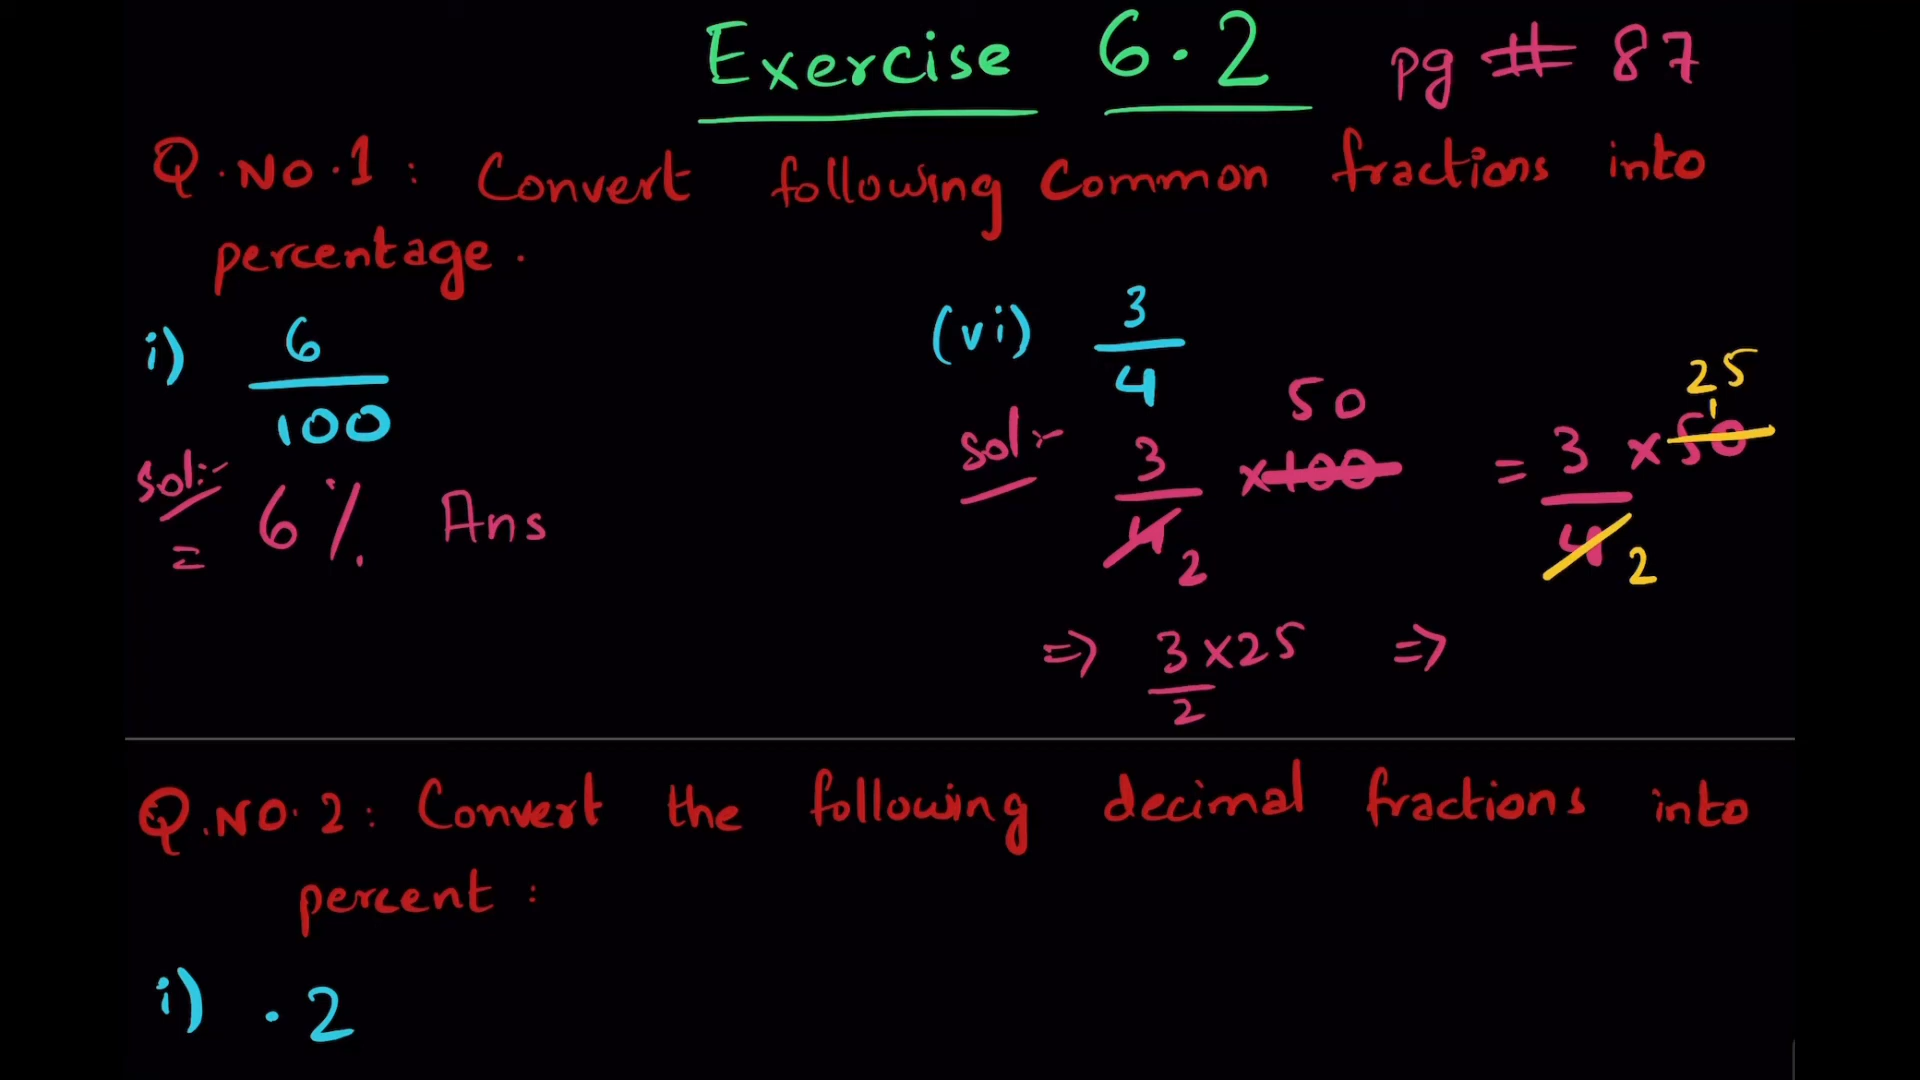 Exercise 6.2 pg # 87
Q.No.1: Convert following Common fractions into
percentage.
i) 6/100
sol:-
= 6% Ans
(vi) 3/4
sol:- 3/4 2 ×100 50 = 3/4 2 ×50 25
=> 3/2 ×25 =>
Q.NO.2: Convert the following decimal fractions into
percent:
i) .2